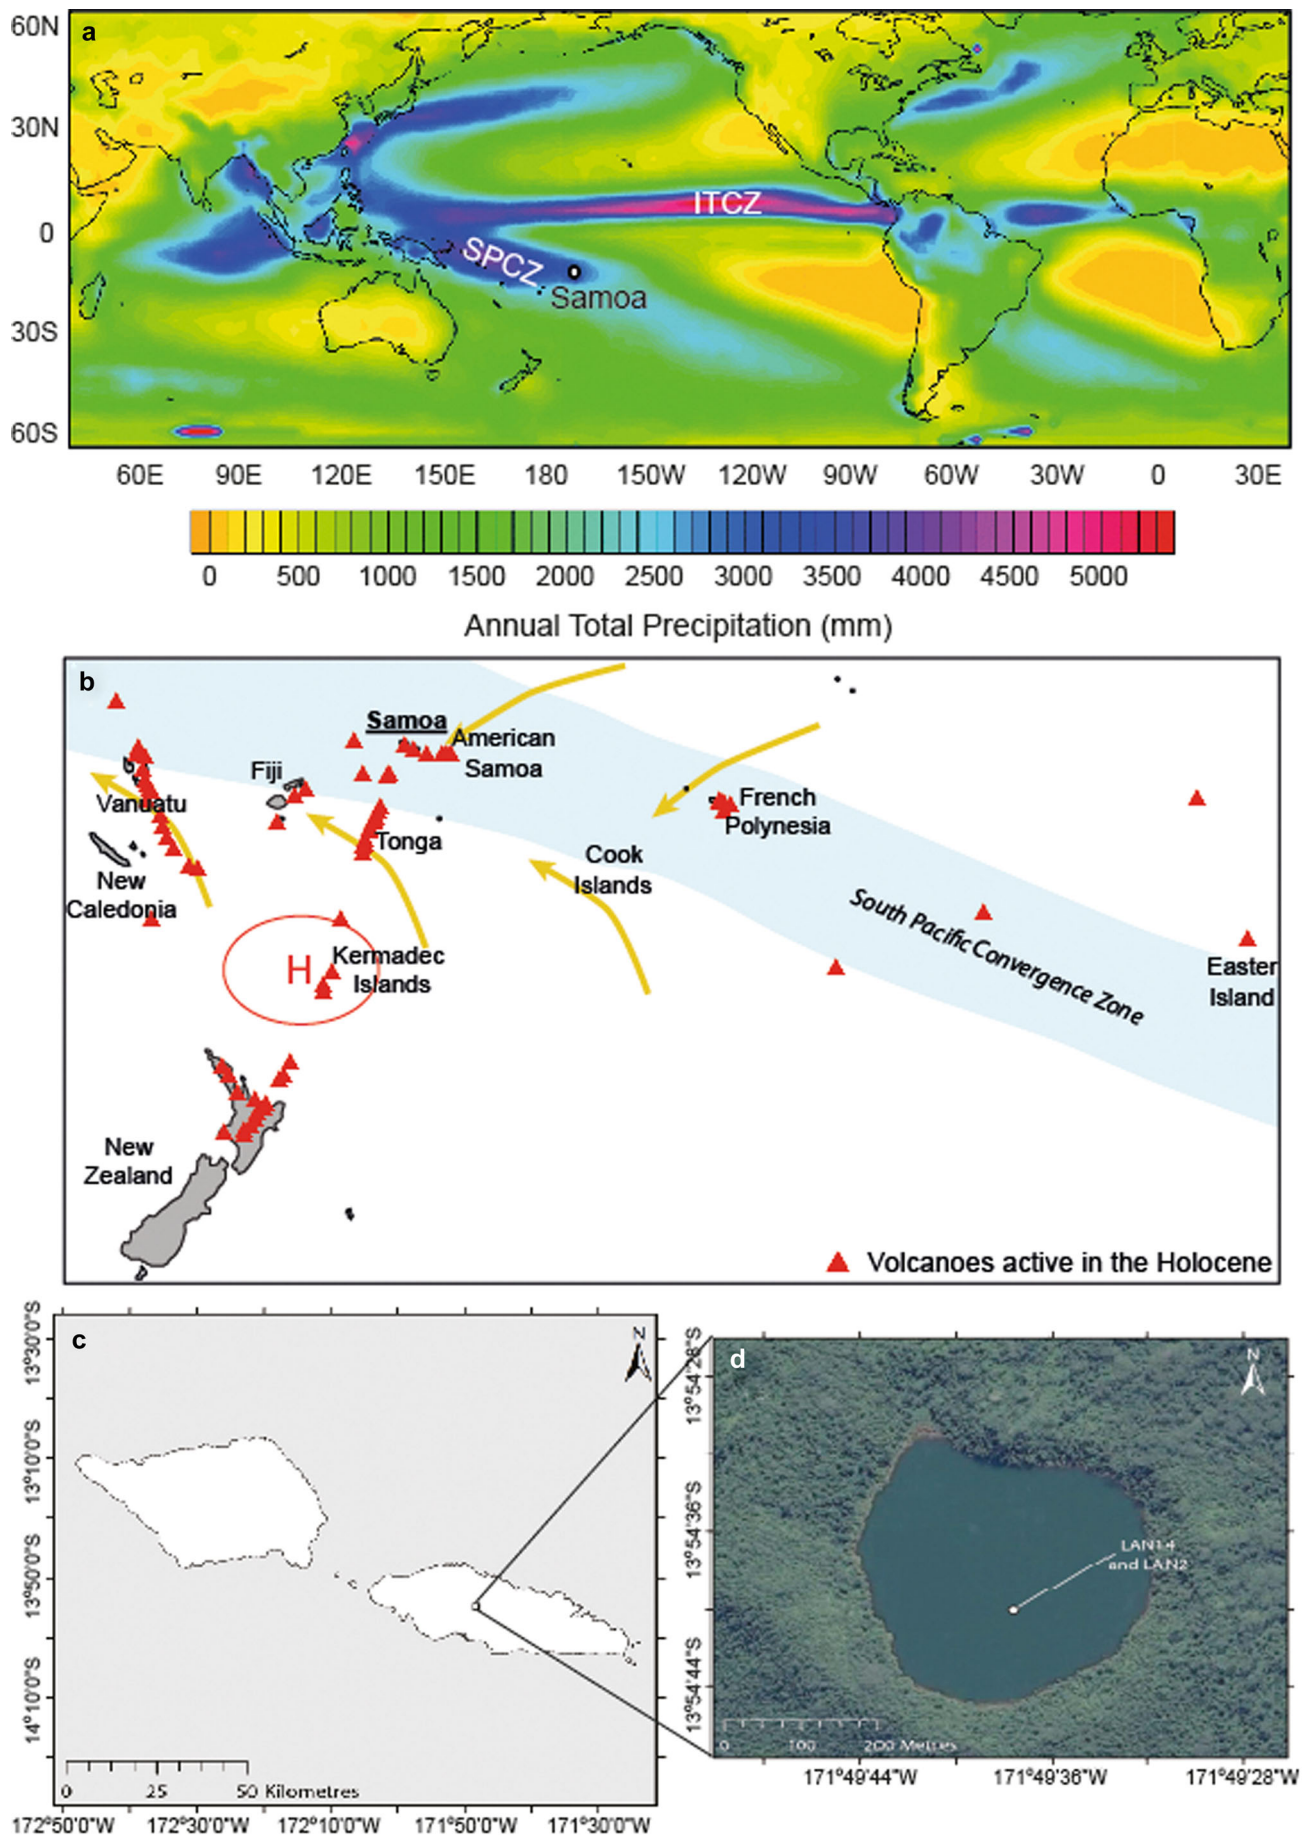 a
60N
30N
0
30S
60S
ITCZ
SPCZ
Samoa
60E 90E 120E 150E 180 150W 120W 90W 60W 30W 0 30E
0 500 1000 1500 2000 2500 3000 3500 4000 4500 5000
Annual Total Precipitation (mm)
b
Samoa
American
Samoa
Fiji
Vanuatu
French
Polynesia
Tonga
Cook
Islands
New
Caledonia
South Pacific Convergence Zone
H
Kermadec
Islands
Easter
Island
New
Zealand
Volcanoes active in the Holocene
c
N
13°30'0"S
13°10'0"S
13°50'0"S
14°10'0"S
0 25 50 Kilometres
172°50'0"W 172°30'0"W 172°10'0"W 171°50'0"W 171°30'0"W
d
N
13°54'28"S
13°54'36"S
13°54'44"S
LAN14
and LAN2
0 100 200 Metres
171°49'44"W 171°49'36"W 171°49'28"W